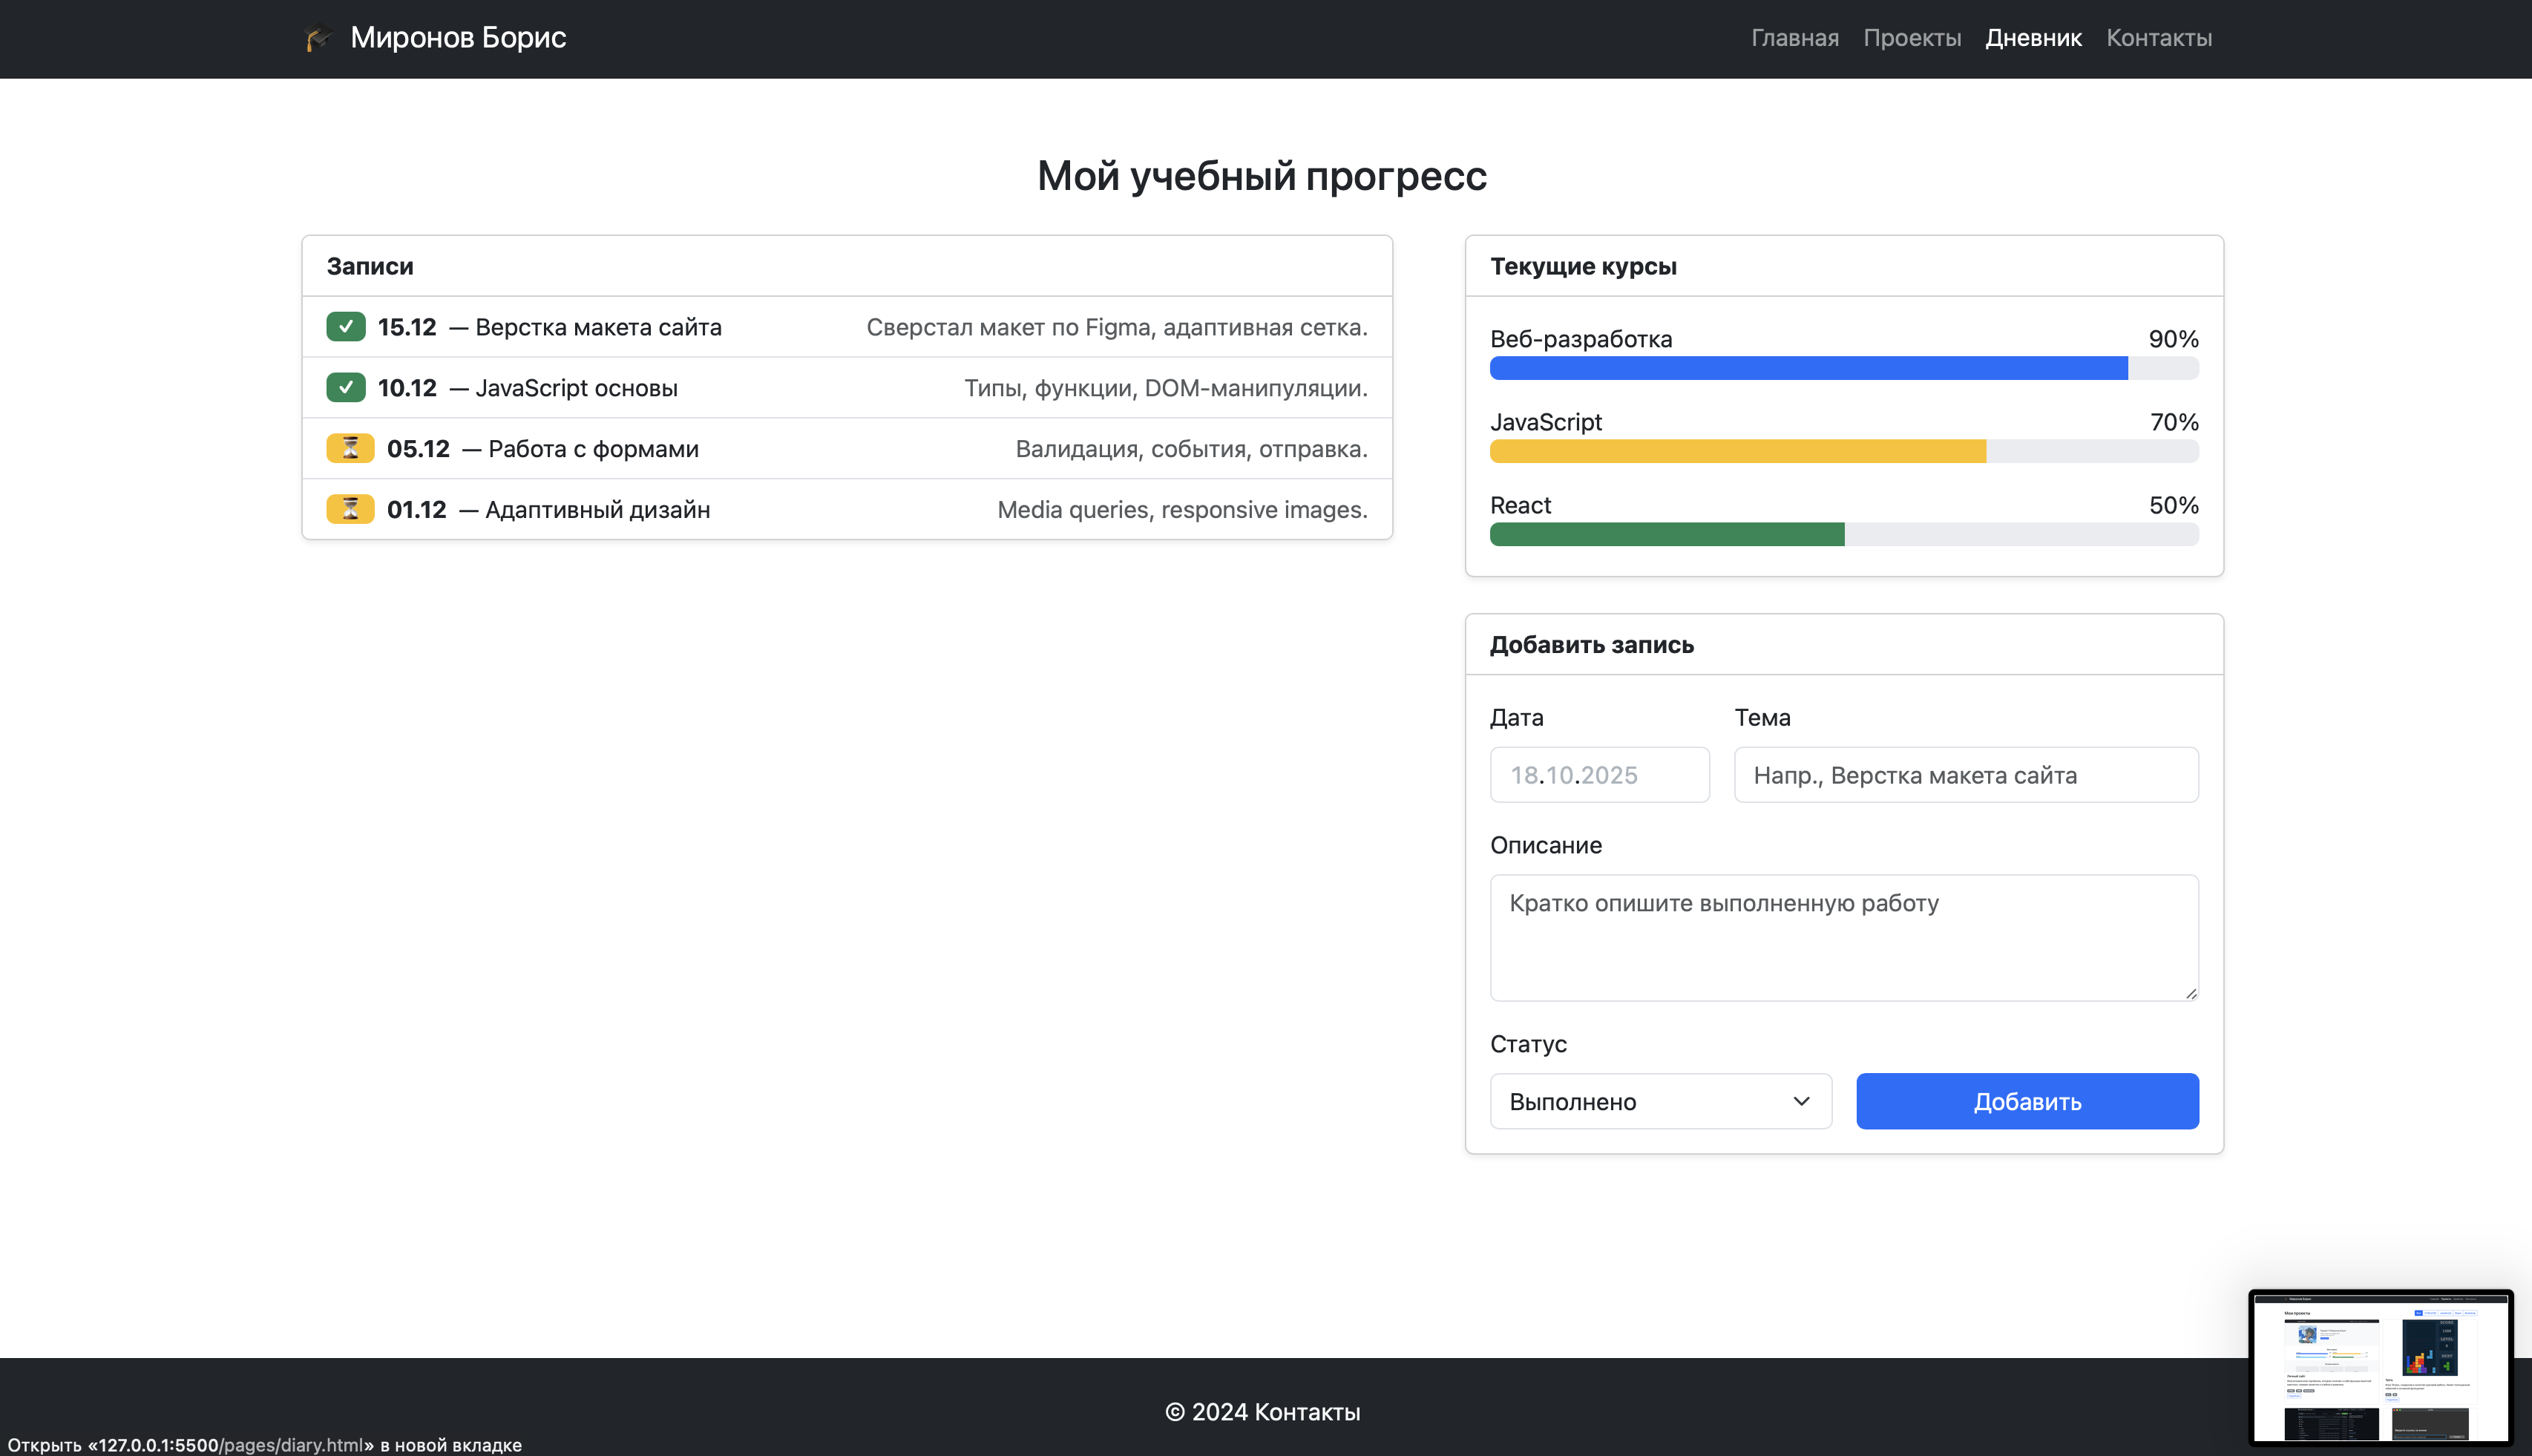 Миронов Борис
Главная Проекты Дневник Контакты
Мой учебный прогресс
Записи
15.12 — Верстка макета сайта Сверстал макет по Figma, адаптивная сетка.
10.12 — JavaScript основы Типы, функции, DOM-манипуляции.
05.12 — Работа с формами Валидация, события, отправка.
01.12 — Адаптивный дизайн Media queries, responsive images.
Текущие курсы
Веб-разработка 90%
JavaScript 70%
React 50%
Добавить запись
Дата Тема
18.10.2025 Напр., Верстка макета сайта
Описание
Кратко опишите выполненную работу
Статус
Выполнено Добавить
© 2024 Контакты
Открыть «127.0.0.1:5500/pages/diary.html» в новой вкладке
Миронов Борис
Мои проекты